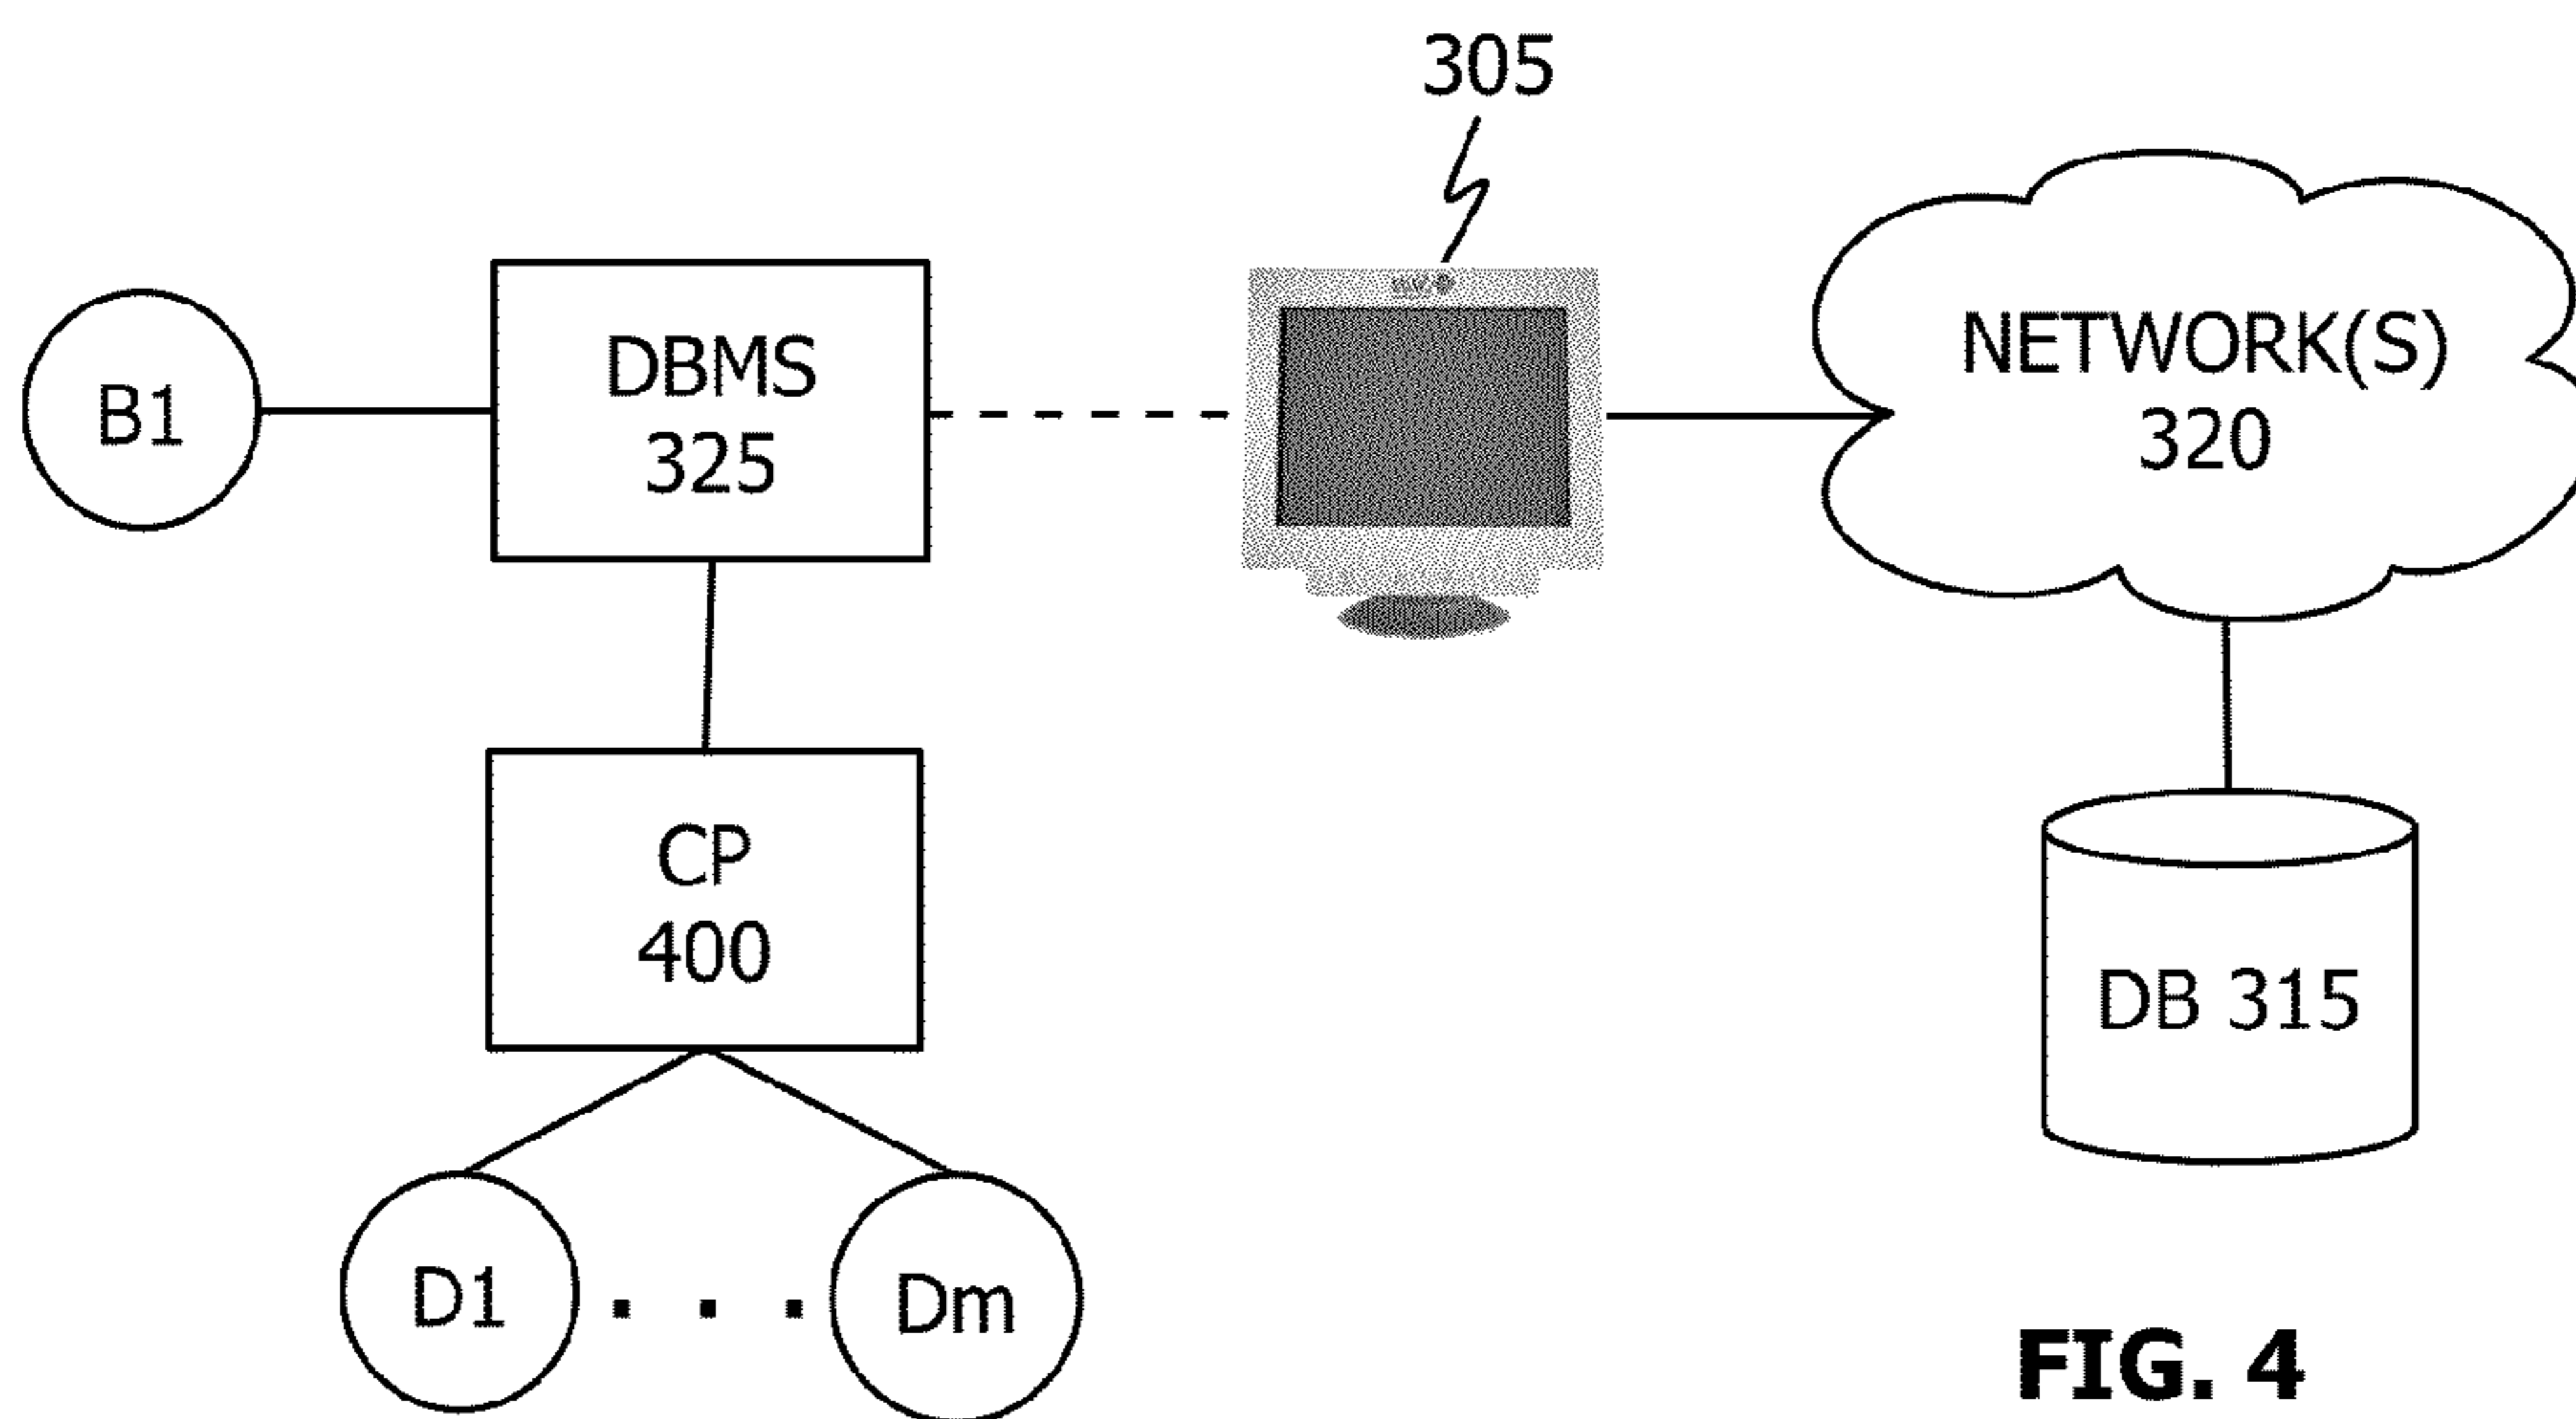 305
B1
DBMS
325
NETWORK(S)
320
CP
400
DB 315
D1
. . .
Dm
FIG. 4